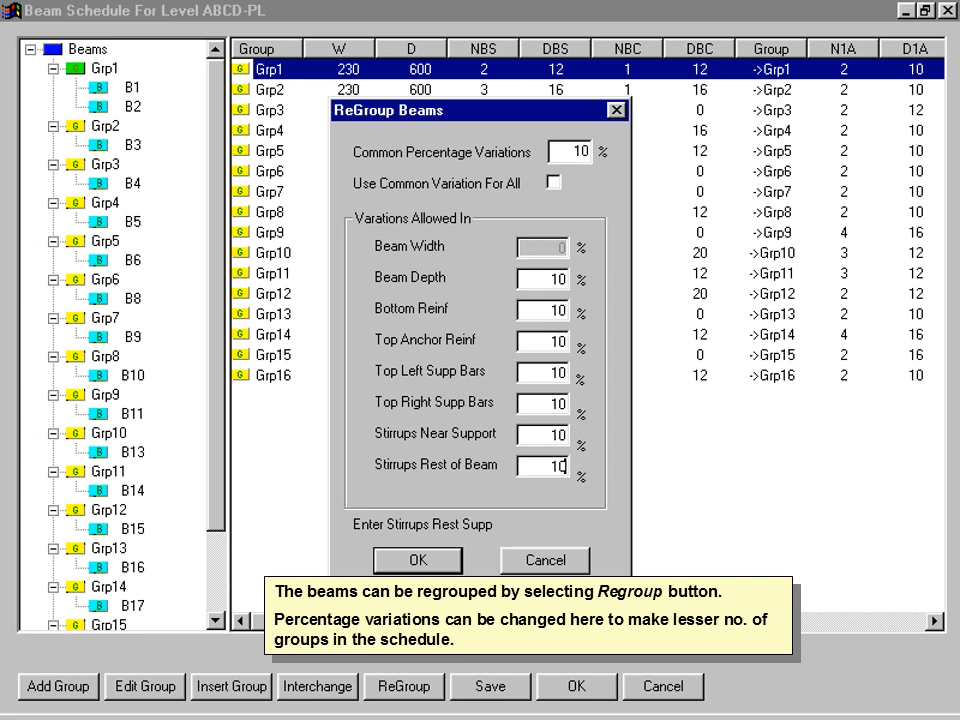 Beam Schedule For Level ABCD-PL
Beams
Grp1
B1
B2
Grp2
B3
Grp3
B4
Grp4
B5
Grp5
B6
Grp6
B8
Grp7
B9
Grp8
B10
Grp9
B11
Grp10
B13
Grp11
B14
Grp12
B15
Grp13
B16
Grp14
B17
Grp15
Group W D NBS DBS NBC DBC Group N1A D1A
Grp1 230 600 2 12 1 12 ->Grp1 2 10
Grp2 230 600 3 16 1 16 ->Grp2 2 10
Grp3 0 ->Grp3 2 12
Grp4 16 ->Grp4 2 10
Grp5 12 ->Grp5 2 10
Grp6 0 ->Grp6 2 10
Grp7 0 ->Grp7 2 10
Grp8 12 ->Grp8 2 10
Grp9 0 ->Grp9 4 16
Grp10 20 ->Grp10 3 12
Grp11 12 ->Grp11 3 12
Grp12 20 ->Grp12 2 12
Grp13 0 ->Grp13 2 10
Grp14 12 ->Grp14 4 16
Grp15 0 ->Grp15 2 16
Grp16 12 ->Grp16 2 10
ReGroup Beams
Common Percentage Variations 10 %
Use Common Variation For All
Varations Allowed In
Beam Width 0 %
Beam Depth 10 %
Bottom Reinf 10 %
Top Anchor Reinf 10 %
Top Left Supp Bars 10 %
Top Right Supp Bars 10 %
Stirrups Near Support 10 %
Stirrups Rest of Beam 10 %
Enter Stirrups Rest Supp
OK Cancel
The beams can be regrouped by selecting Regroup button.
Percentage variations can be changed here to make lesser no. of
groups in the schedule.
Add Group Edit Group Insert Group Interchange ReGroup Save OK Cancel